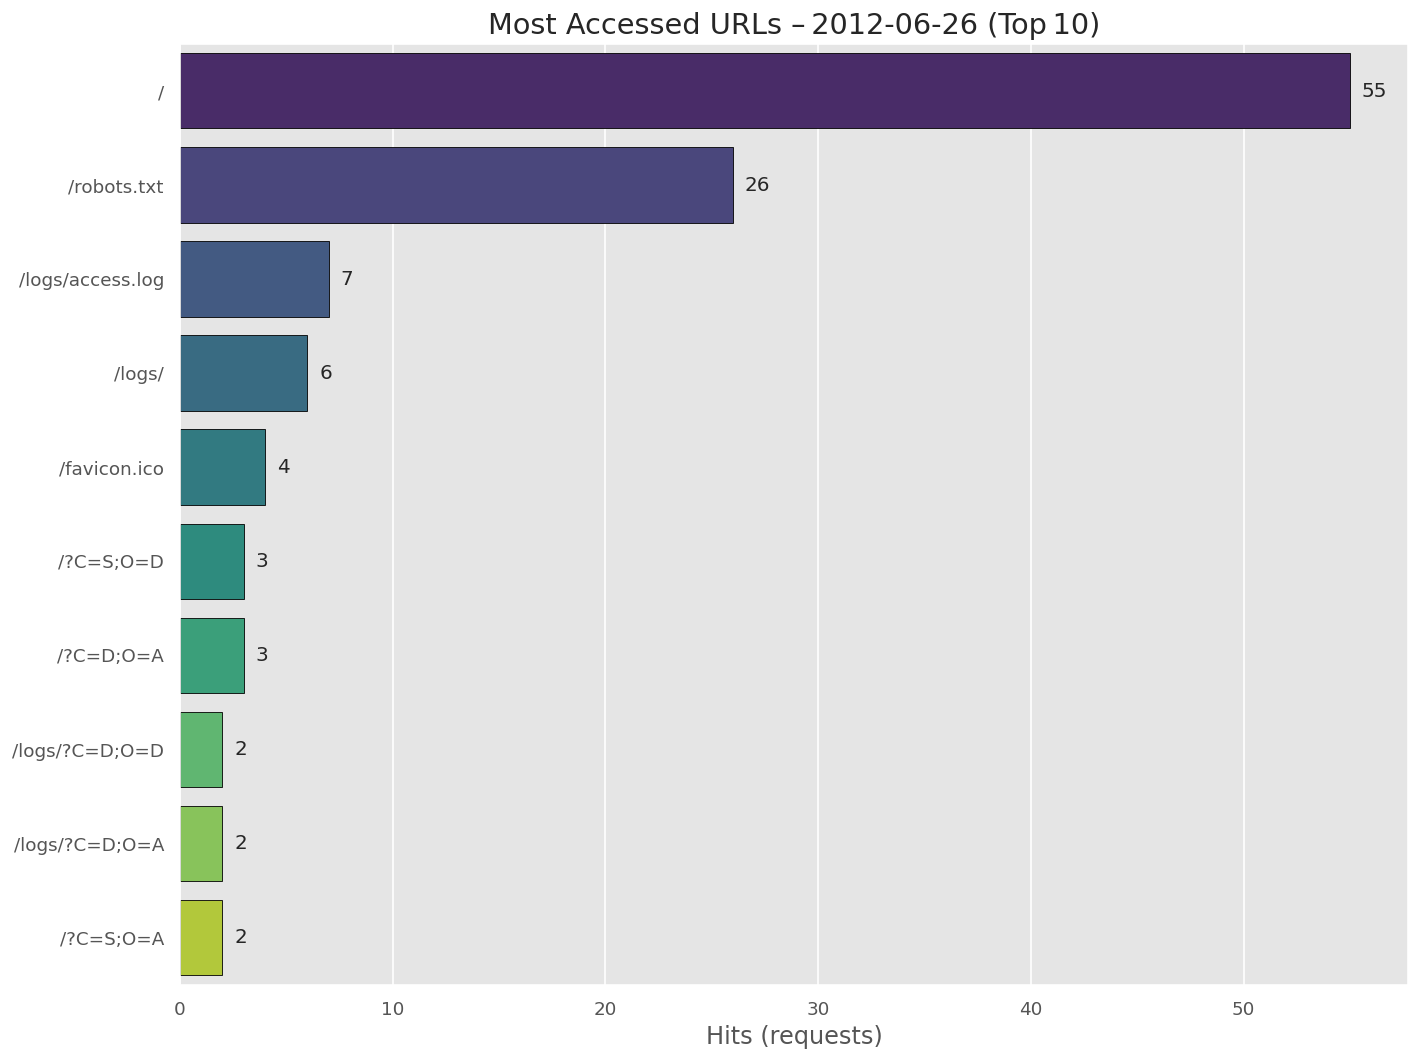 Most Accessed URLs – 2012-06-26 (Top 10)
/
55
/robots.txt
26
/logs/access.log
7
/logs/
6
/favicon.ico
4
/?C=S;O=D
3
/?C=D;O=A
3
/logs/?C=D;O=D
2
/logs/?C=D;O=A
2
/?C=S;O=A
2
0 10 20 30 40 50
Hits (requests)